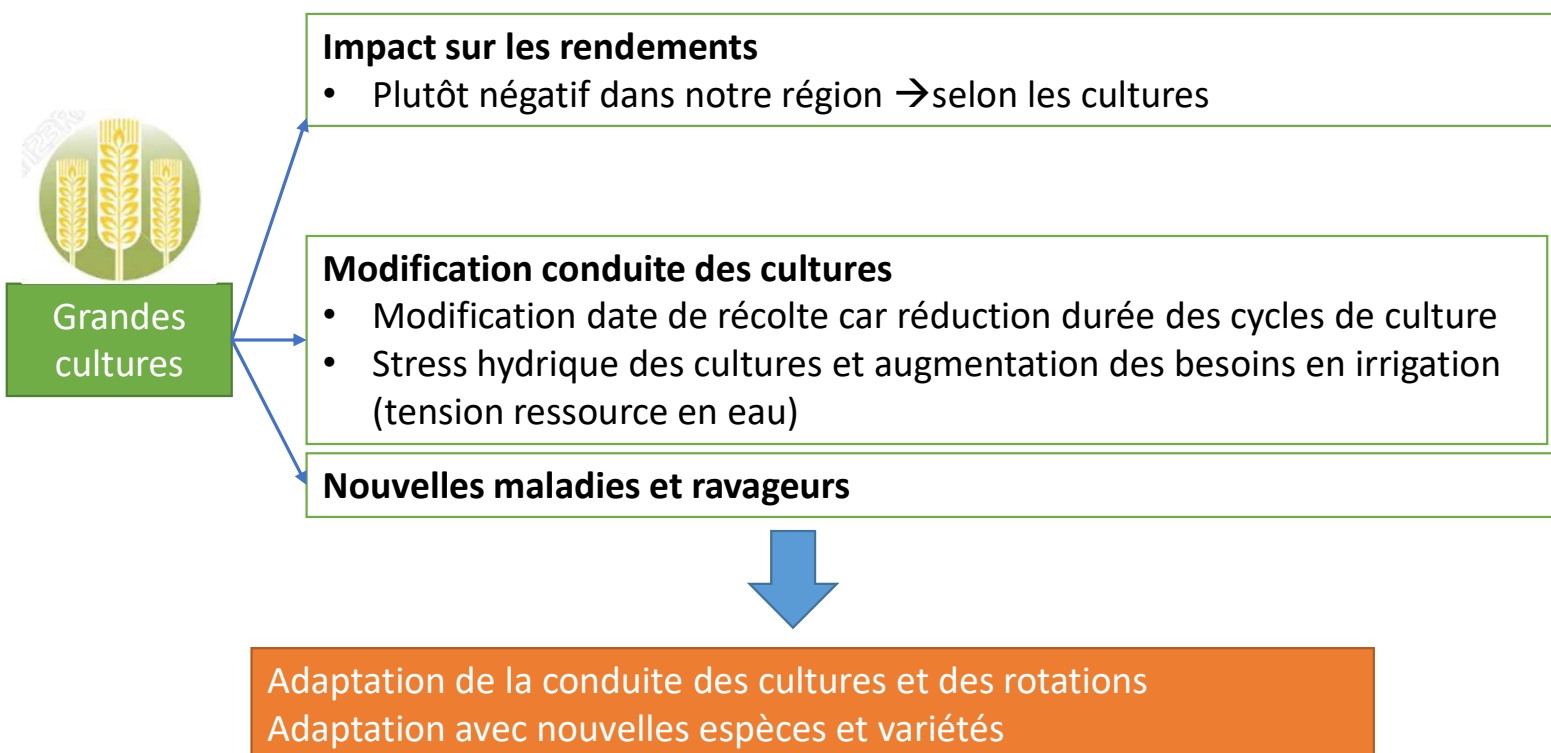 Impact sur les rendements
• Plutôt négatif dans notre région →selon les cultures
Grandes
cultures
Modification conduite des cultures
• Modification date de récolte car réduction durée des cycles de culture
• Stress hydrique des cultures et augmentation des besoins en irrigation
(tension ressource en eau)
Nouvelles maladies et ravageurs
Adaptation de la conduite des cultures et des rotations
Adaptation avec nouvelles espèces et variétés